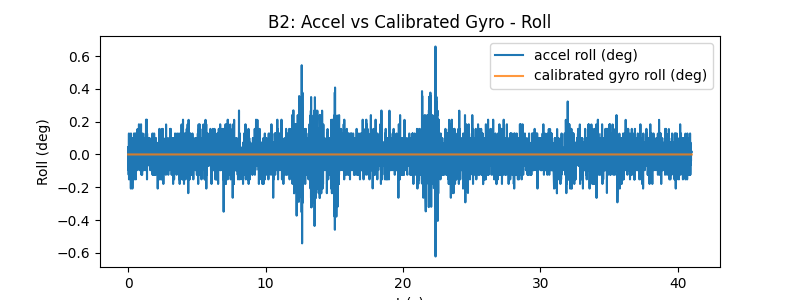 B2: Accel vs Calibrated Gyro - Roll
accel roll (deg)
calibrated gyro roll (deg)
Roll (deg)
0.6
0.4
0.2
0.0
−0.2
−0.4
−0.6
0 10 20 30 40